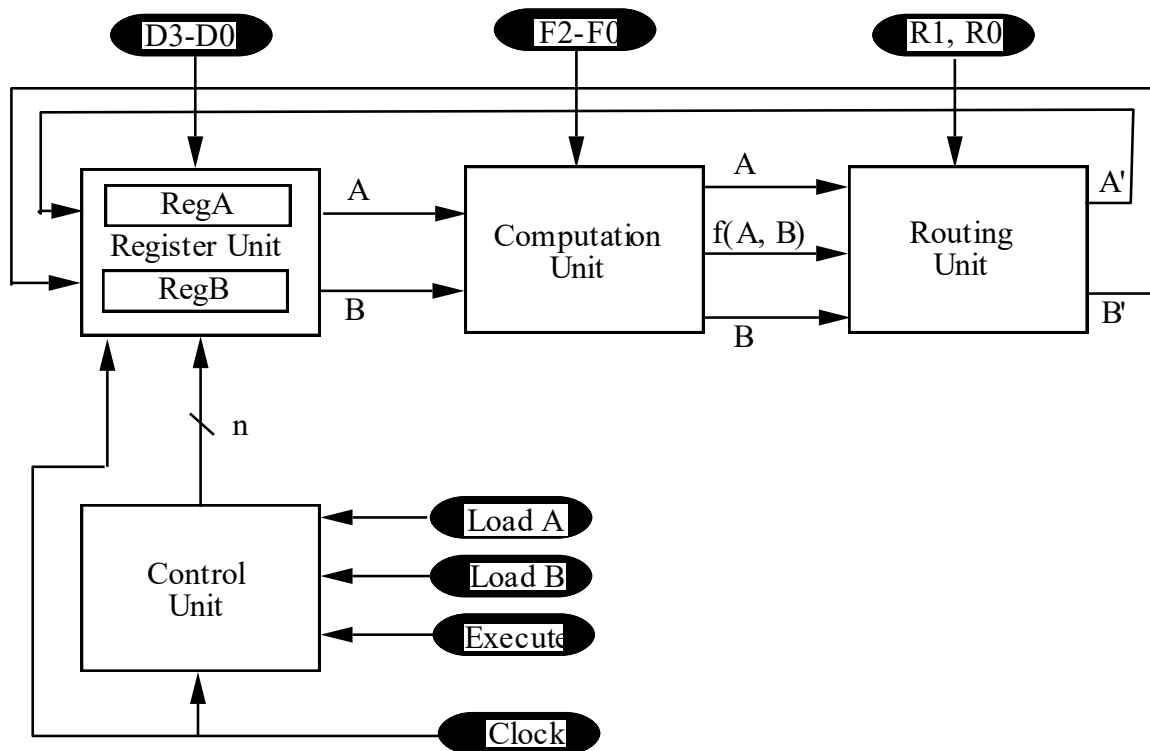 D3-D0
F2-F0
R1, R0
A
A
A'
RegA
Register Unit
Computation
Unit
f(A, B)
Routing
Unit
RegB
B
B
B'
n
Control
Unit
Load A
Load B
Execute
Clock